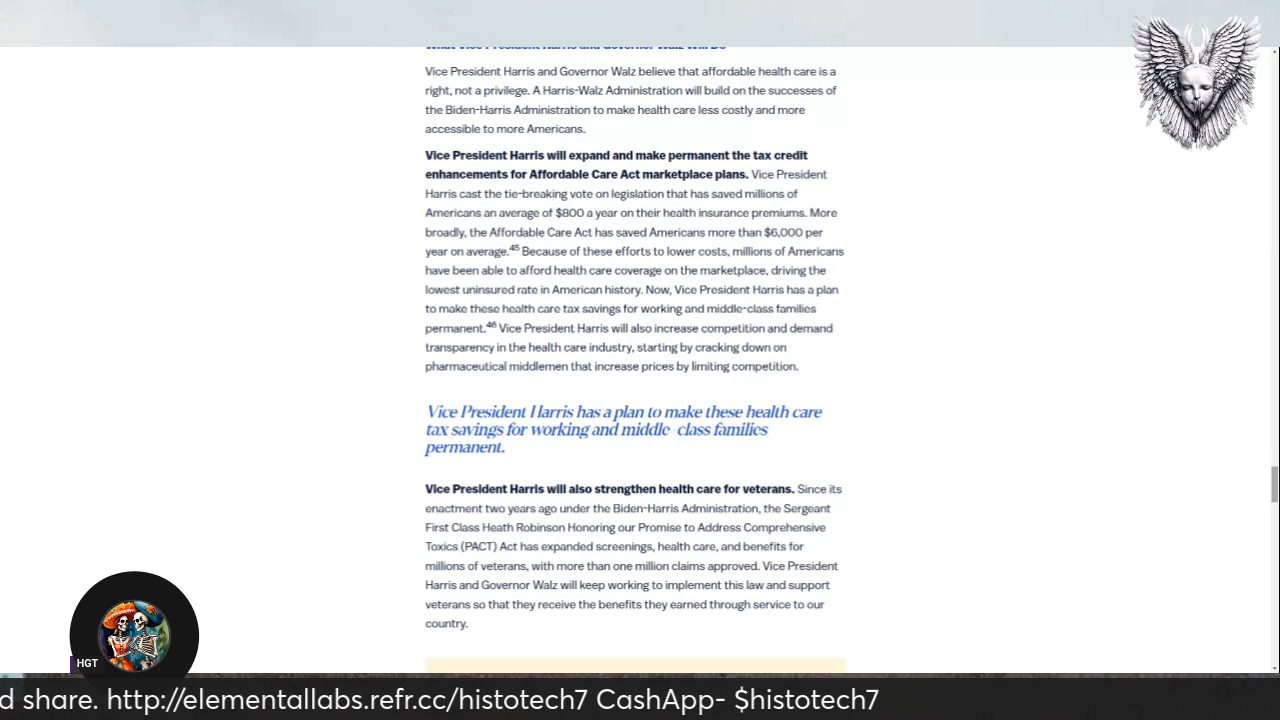 What Vice President Harris and Governor Walz Will Do
Vice President Harris and Governor Walz believe that affordable health care is a
right, not a privilege. A Harris-Walz Administration will build on the successes of
the Biden-Harris Administration to make health care less costly and more
accessible to more Americans.
Vice President Harris will expand and make permanent the tax credit
enhancements for Affordable Care Act marketplace plans. Vice President
Harris cast the tie-breaking vote on legislation that has saved millions of
Americans an average of $800 a year on their health insurance premiums. More
broadly, the Affordable Care Act has saved Americans more than $6,000 per
year on average.45 Because of these efforts to lower costs, millions of Americans
have been able to afford health care coverage on the marketplace, driving the
lowest uninsured rate in American history. Now, Vice President Harris has a plan
to make these health care tax savings for working and middle-class families
permanent.46 Vice President Harris will also increase competition and demand
transparency in the health care industry, starting by cracking down on
pharmaceutical middlemen that increase prices by limiting competition.
Vice President Harris has a plan to make these health care
tax savings for working and middle-class families
permanent.
Vice President Harris will also strengthen health care for veterans. Since its
enactment two years ago under the Biden-Harris Administration, the Sergeant
First Class Heath Robinson Honoring our Promise to Address Comprehensive
Toxics (PACT) Act has expanded screenings, health care, and benefits for
millions of veterans, with more than one million claims approved. Vice President
Harris and Governor Walz will keep working to implement this law and support
veterans so that they receive the benefits they earned through service to our
country.
HGT
d share. http://elementallabs.refr.cc/histotech7 CashApp- $histotech7